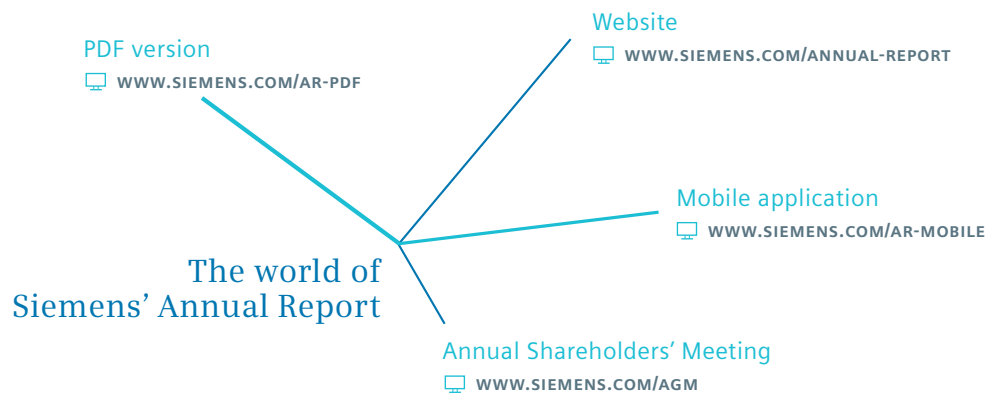 Website
WWW.SIEMENS.COM/ANNUAL-REPORT
PDF version
WWW.SIEMENS.COM/AR-PDF
Mobile application
WWW.SIEMENS.COM/AR-MOBILE
The world of
Siemens’ Annual Report
Annual Shareholders’ Meeting
WWW.SIEMENS.COM/AGM